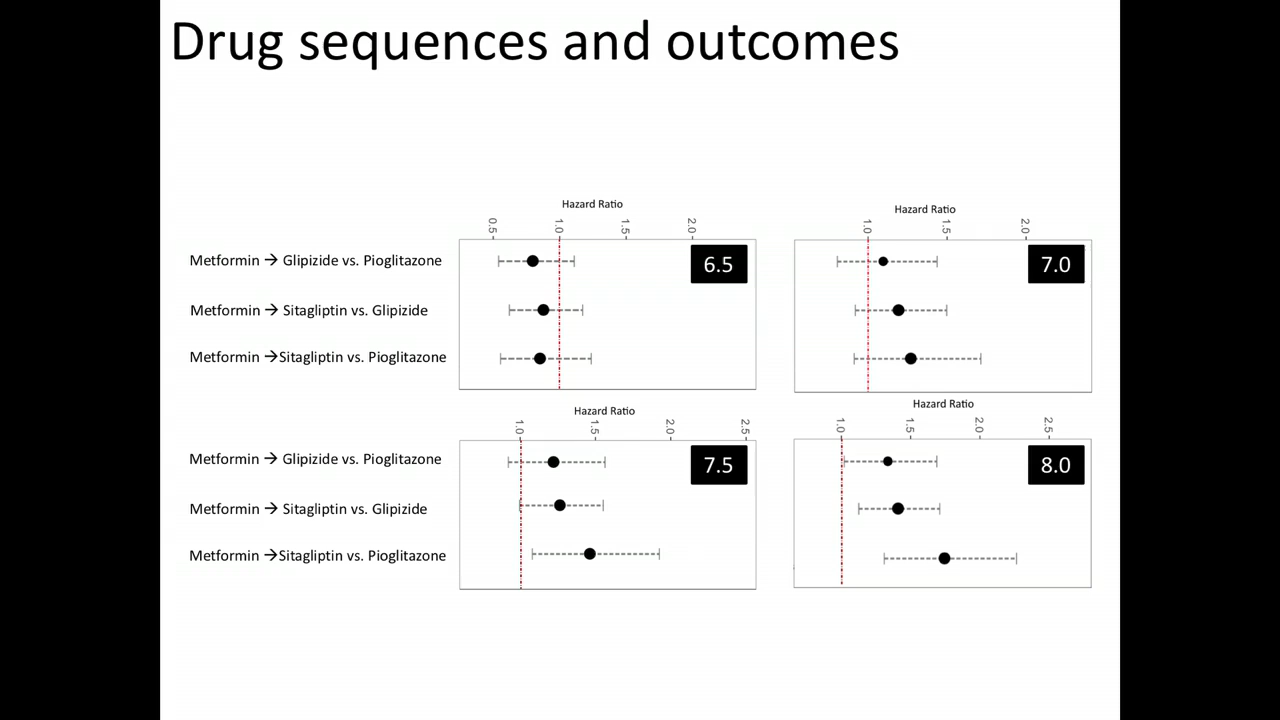 Drug sequences and outcomes
Hazard Ratio
0.5 1.0 1.5 2.0
6.5
Hazard Ratio
1.0 1.5 2.0
7.0
Metformin → Glipizide vs. Pioglitazone
Metformin → Sitagliptin vs. Glipizide
Metformin →Sitagliptin vs. Pioglitazone
Hazard Ratio
1.0 1.5 2.0 2.5
7.5
Hazard Ratio
1.0 1.5 2.0 2.5
8.0
Metformin → Glipizide vs. Pioglitazone
Metformin → Sitagliptin vs. Glipizide
Metformin →Sitagliptin vs. Pioglitazone